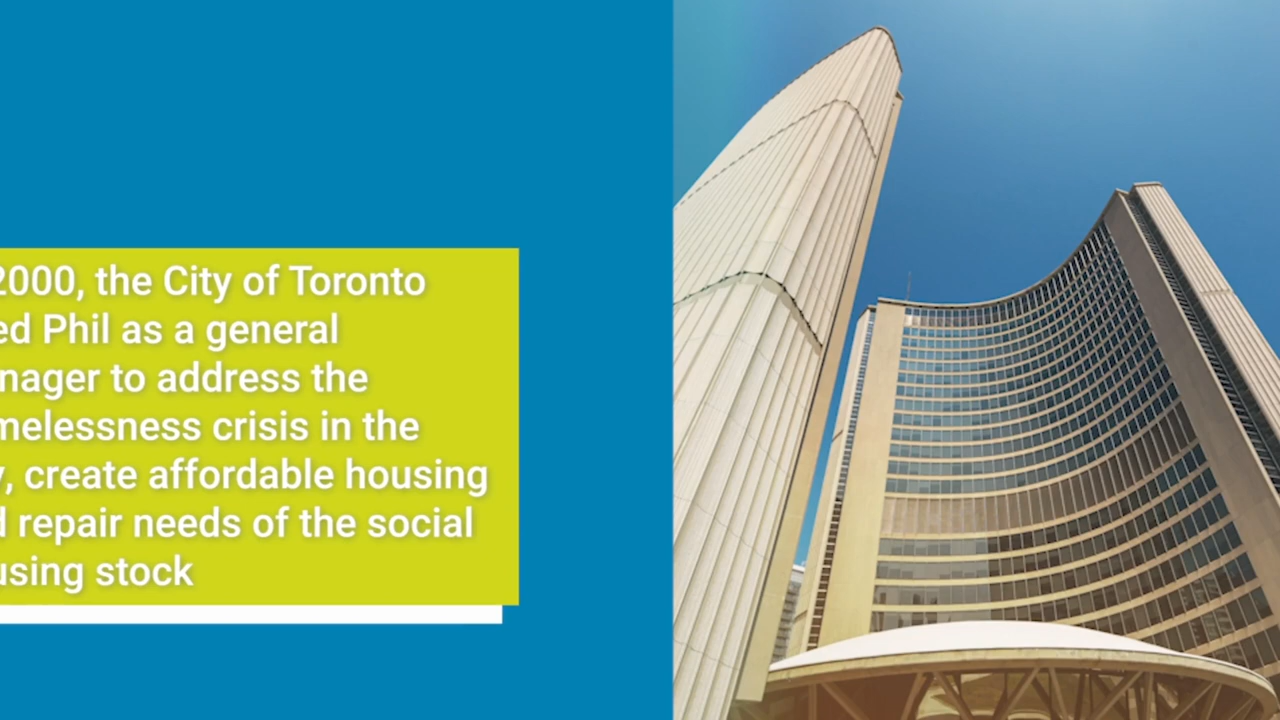 2000, the City of Toronto
ed Phil as a general
nager to address the
melessness crisis in the
, create affordable housing
d repair needs of the social
using stock